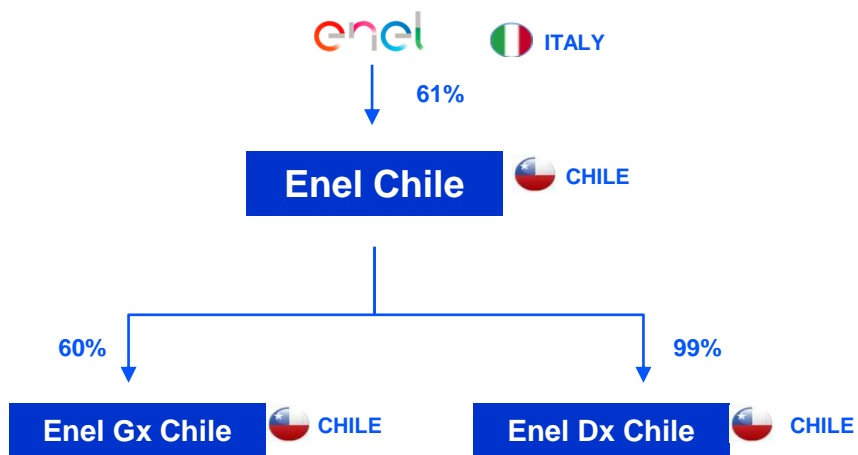 enel
ITALY
61%
Enel Chile
CHILE
60%
99%
Enel Gx Chile
CHILE
Enel Dx Chile
CHILE